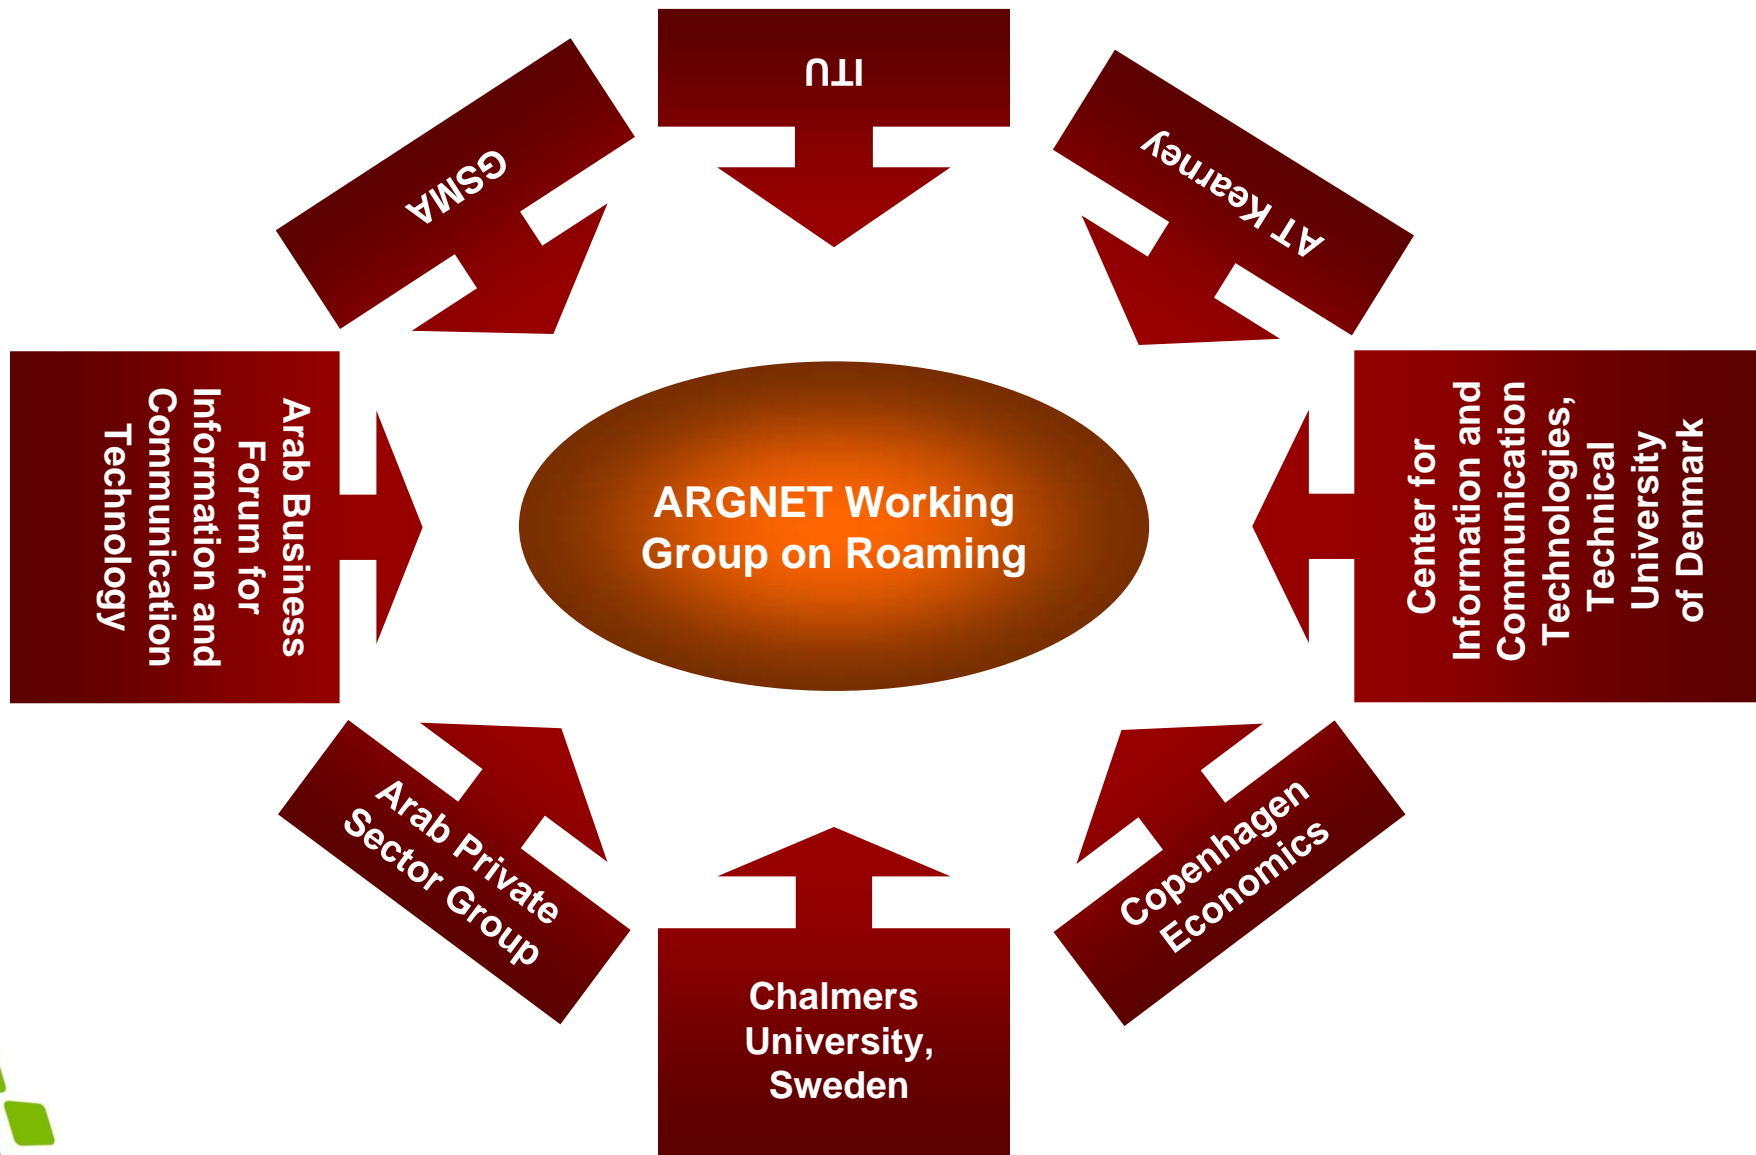 ITU
GSMA
AT Kearney
Arab Business
Forum for
Information and
Communication
Technology
ARGNET Working
Group on Roaming
Center for
Information and
Communication
Technologies,
Technical
University
of Denmark
Arab Private
Sector Group
Copenhagen
Economics
Chalmers
University,
Sweden